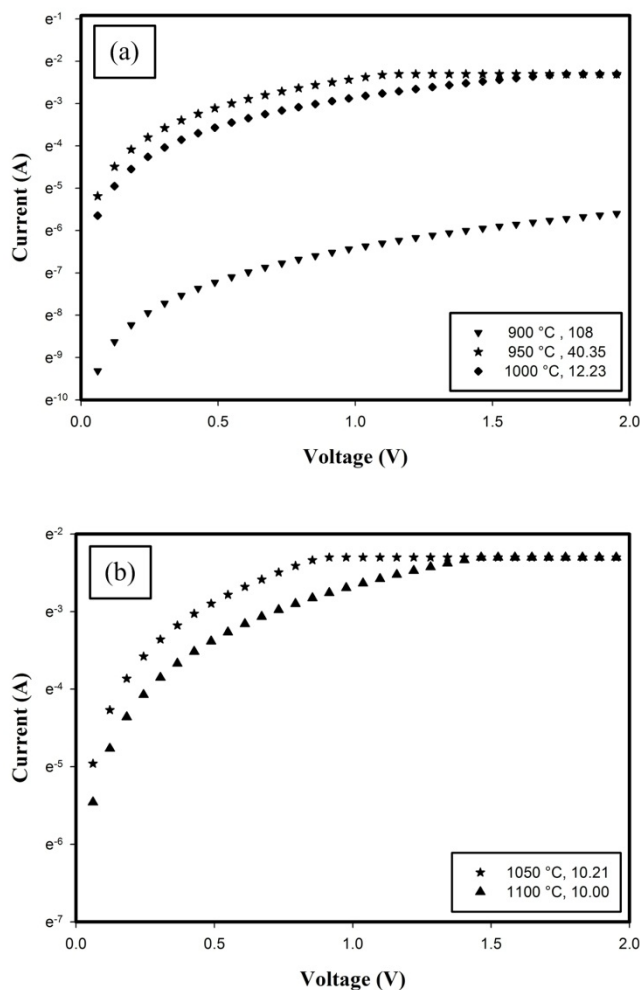 (a)
Current (A)
e-1
e-2
e-3
e-4
e-5
e-6
e-7
e-8
e-9
e-10
900 °C , 108
950 °C , 40.35
1000 °C, 12.23
0.0 0.5 1.0 1.5 2.0
Voltage (V)
(b)
Current (A)
e-2
e-3
e-4
e-5
e-6
e-7
1050 °C, 10.21
1100 °C, 10.00
0.0 0.5 1.0 1.5 2.0
Voltage (V)